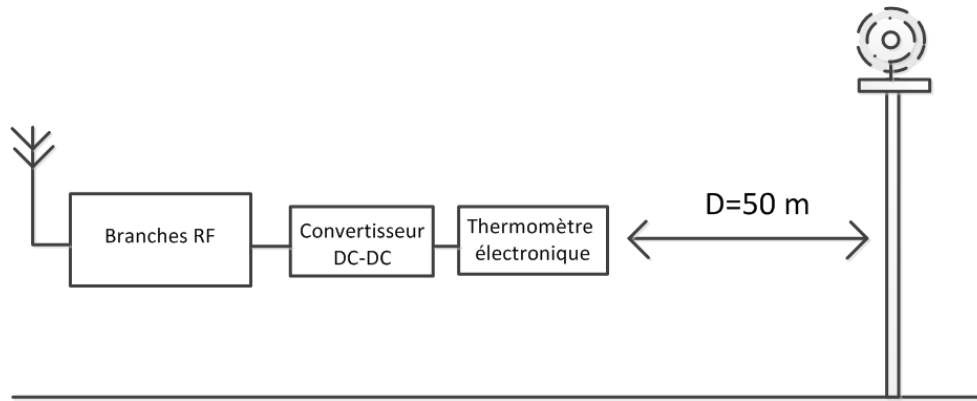 Branches RF
Convertisseur
DC-DC
Thermomètre
électronique
D=50 m